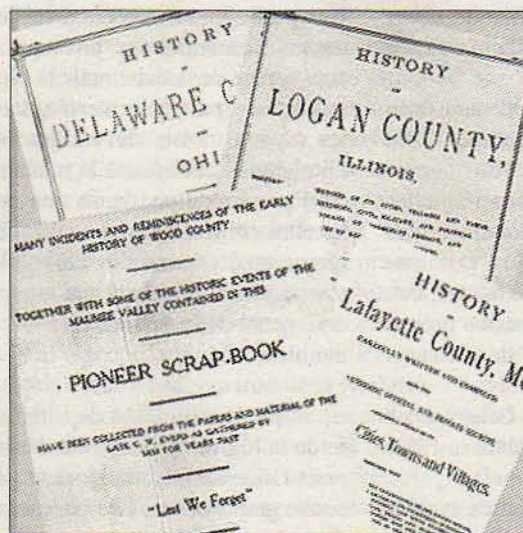 HISTORY
OF
DELAWARE C
OHI
HISTORY
OF
LOGAN COUNTY,
ILLINOIS,
MANY INCIDENTS AND REMINISCENCES OF THE EARLY
HISTORY OF WOOD COUNTY
TOGETHER WITH SOME OF THE HISTORIC EVENTS OF THE
MAUMEE VALLEY CONTAINED IN THIS
PIONEER SCRAP-BOOK
HAVE BEEN COLLECTED FROM THE PAPERS AND MATERIAL OF THE
LATE C. W. EVERS AS GATHERED BY
HIM FOR YEARS PAST
"Lest We Forget"
HISTORY
OF
Lafayette County, M
Cities, Towns and Villages,